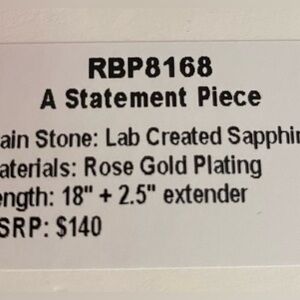 RBP8168
A Statement Piece
ain Stone: Lab Created Sapphir
aterials: Rose Gold Plating
ength: 18" + 2.5" extender
SRP: $140